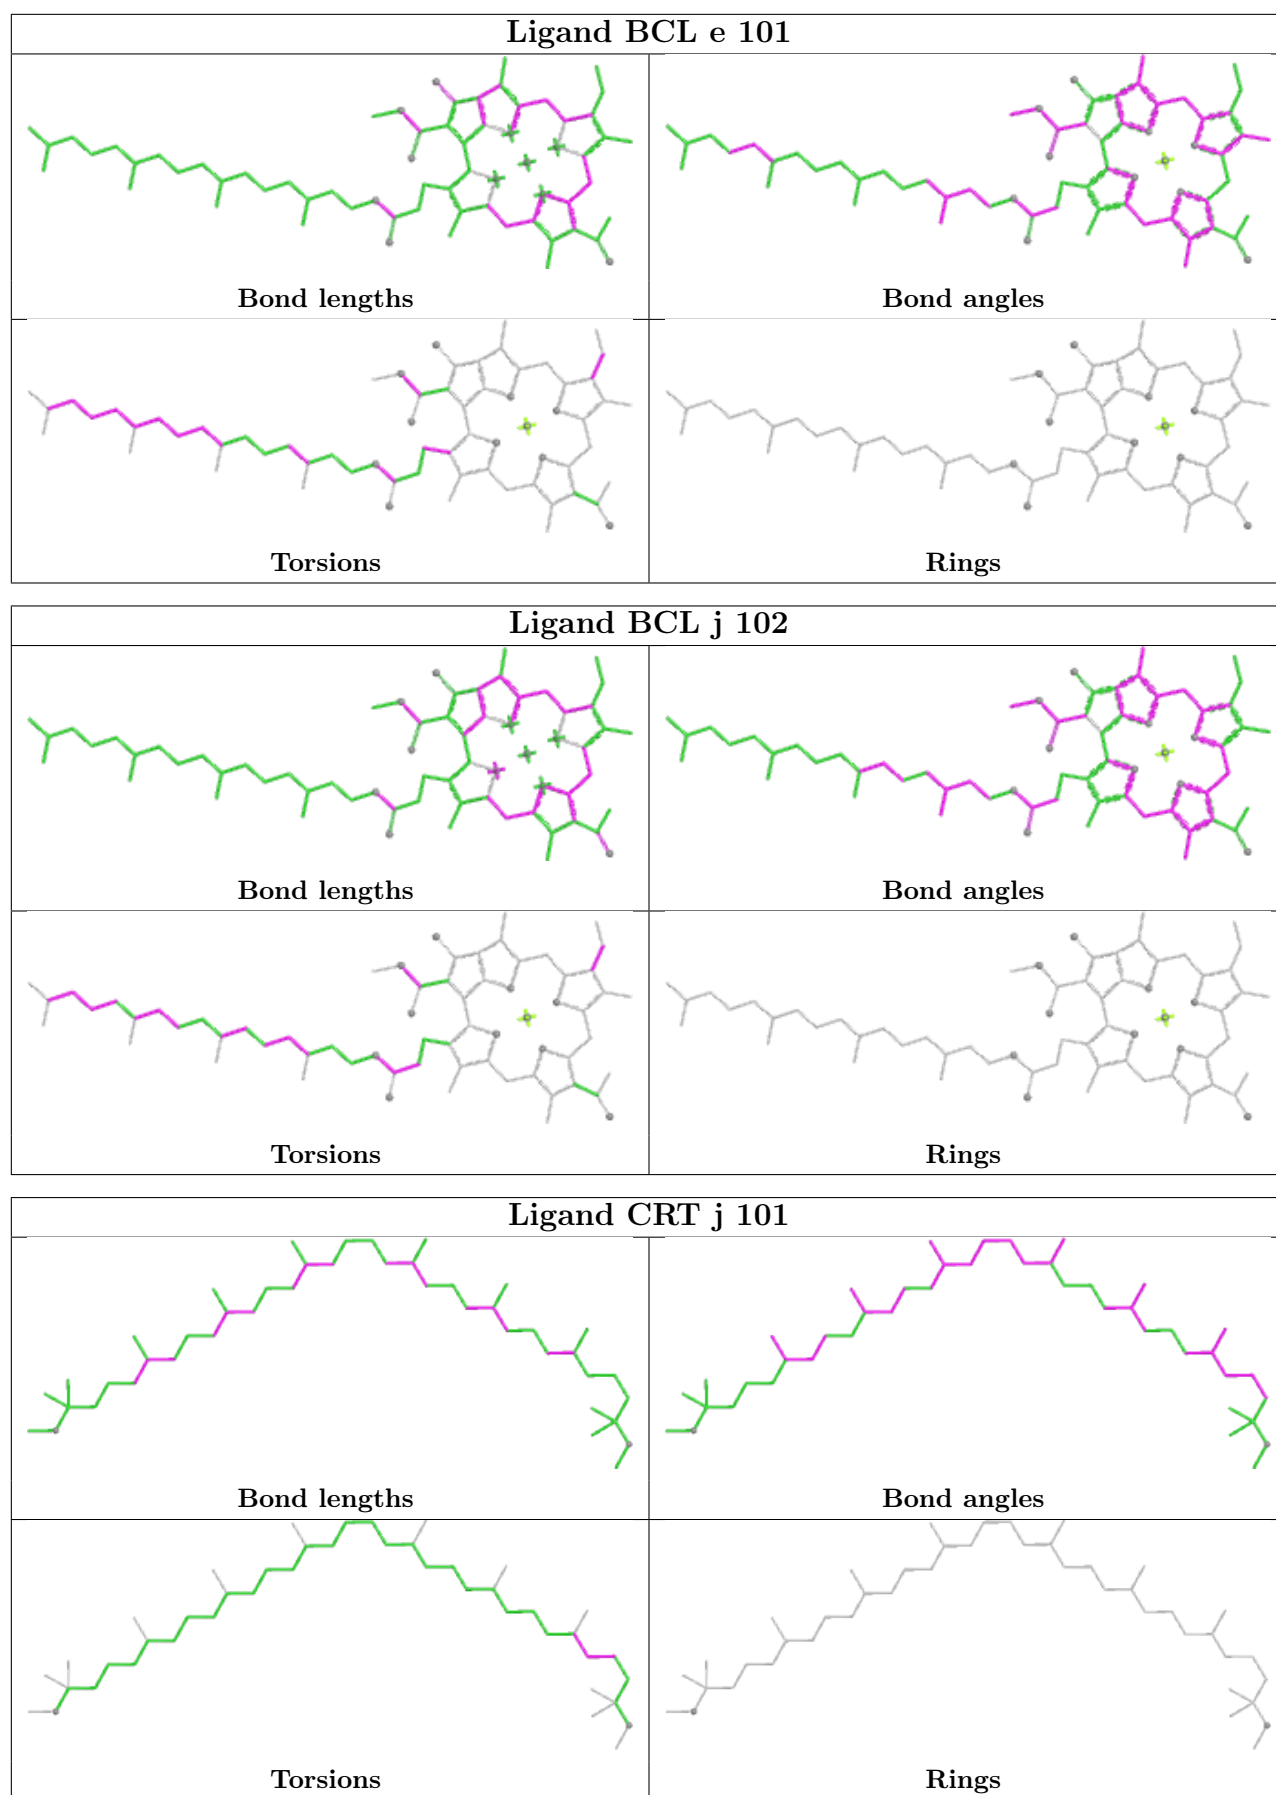 Ligand BCL e 101
Bond lengths
Bond angles
Torsions
Rings
Ligand BCL j 102
Bond lengths
Bond angles
Torsions
Rings
Ligand CRT j 101
Bond lengths
Bond angles
Torsions
Rings